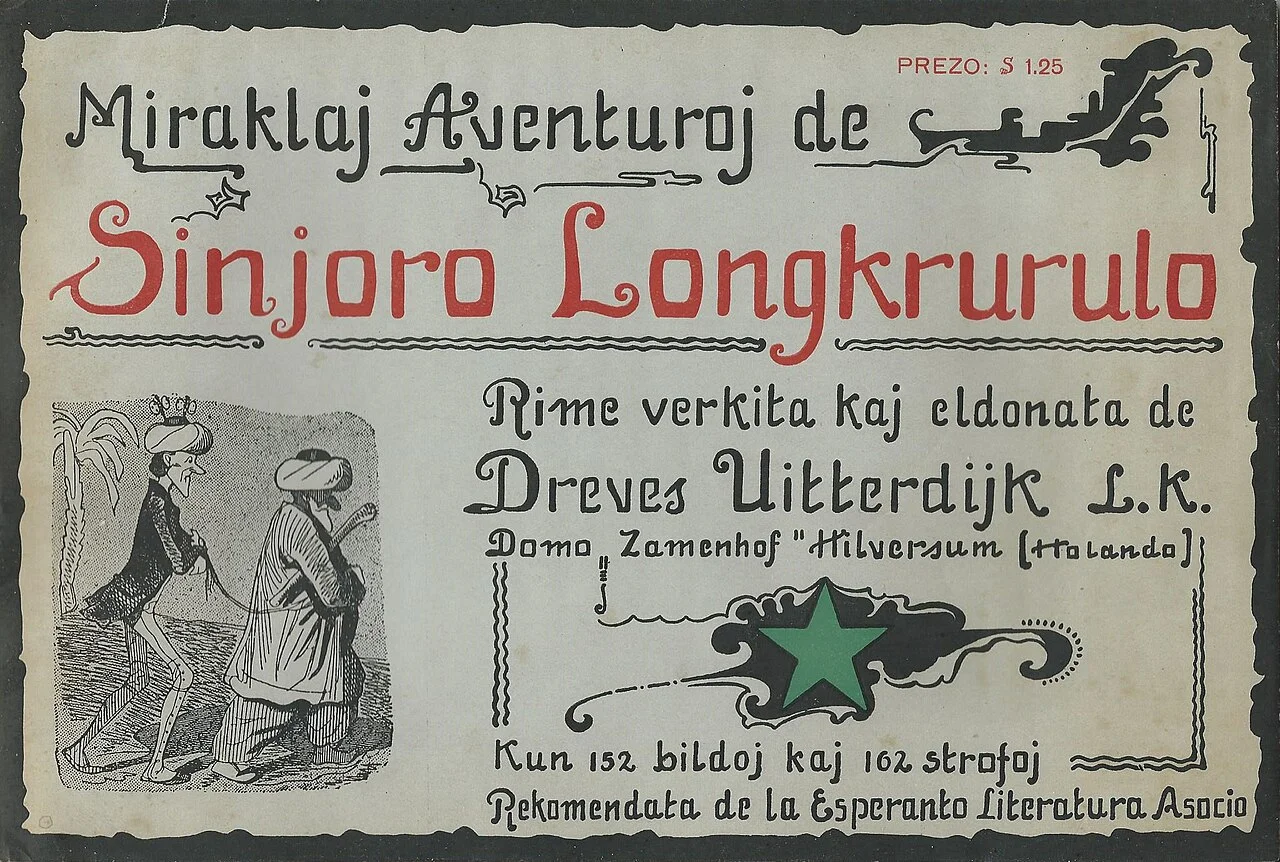 PREZO: $ 1.25
Miraklaj Aventuroj de
Sinjoro Longkrurulo
Rime verkita kaj eldonata de
Dreves Uitterdijk L.K.
Domo „Zamenhof" Hilversum [Holando]
Kun 152 bildoj kaj 162 strofoj
Rekomendata de la Esperanto Literatura Asocio